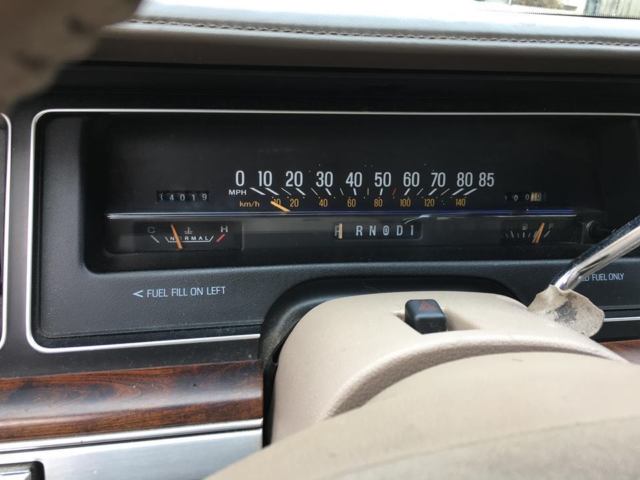 0 10 20 30 40 50 60 70 80 85
MPH
km/h 20 40 60 80 100 120 140
14019
C H
NORMAL
P RN0D1
F
< FUEL FILL ON LEFT
FUEL ONLY